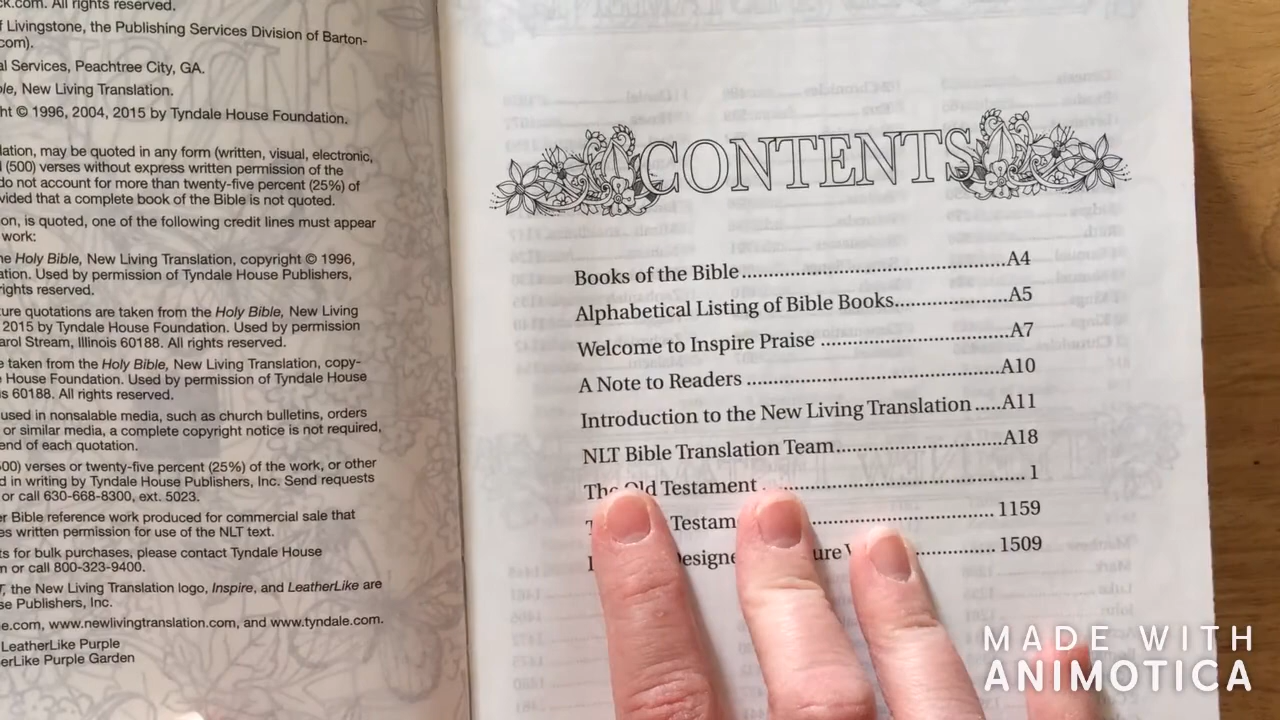 ck.com. All rights reserved.
f Livingstone, the Publishing Services Division of Barton-
com).
al Services, Peachtree City, GA.
ble, New Living Translation.
ht © 1996, 2004, 2015 by Tyndale House Foundation.
lation, may be quoted in any form (written, visual, electronic,
(500) verses without express written permission of the
do not account for more than twenty-five percent (25%) of
vided that a complete book of the Bible is not quoted.
on, is quoted, one of the following credit lines must appear
work:
he Holy Bible, New Living Translation, copyright © 1996,
ation. Used by permission of Tyndale House Publishers,
rights reserved.
ture quotations are taken from the Holy Bible, New Living
2015 by Tyndale House Foundation. Used by permission
arol Stream, Illinois 60188. All rights reserved.
e taken from the Holy Bible, New Living Translation, copy-
House Foundation. Used by permission of Tyndale House
s 60188. All rights reserved.
used in nonsalable media, such as church bulletins, orders
or similar media, a complete copyright notice is not required,
end of each quotation.
500) verses or twenty-five percent (25%) of the work, or other
d in writing by Tyndale House Publishers, Inc. Send requests
or call 630-668-8300, ext. 5023.
er Bible reference work produced for commercial sale that
es written permission for use of the NLT text.
ts for bulk purchases, please contact Tyndale House
m or call 800-323-9400.
T, the New Living Translation logo, Inspire, and LeatherLike are
se Publishers, Inc.
e.com, www.newlivingtranslation.com, and www.tyndale.com.
LeatherLike Purple
erLike Purple Garden
CONTENTS
Books of the Bible....................................A4
Alphabetical Listing of Bible Books................A5
Welcome to Inspire Praise ..........................A7
A Note to Readers ....................................A10
Introduction to the New Living Translation.....A11
NLT Bible Translation Team........................A18
The Old Testament .................................... 1
Testam .......................... 1159
Designe ure V ............ 1509
MADE WITH
ANIMOTICA